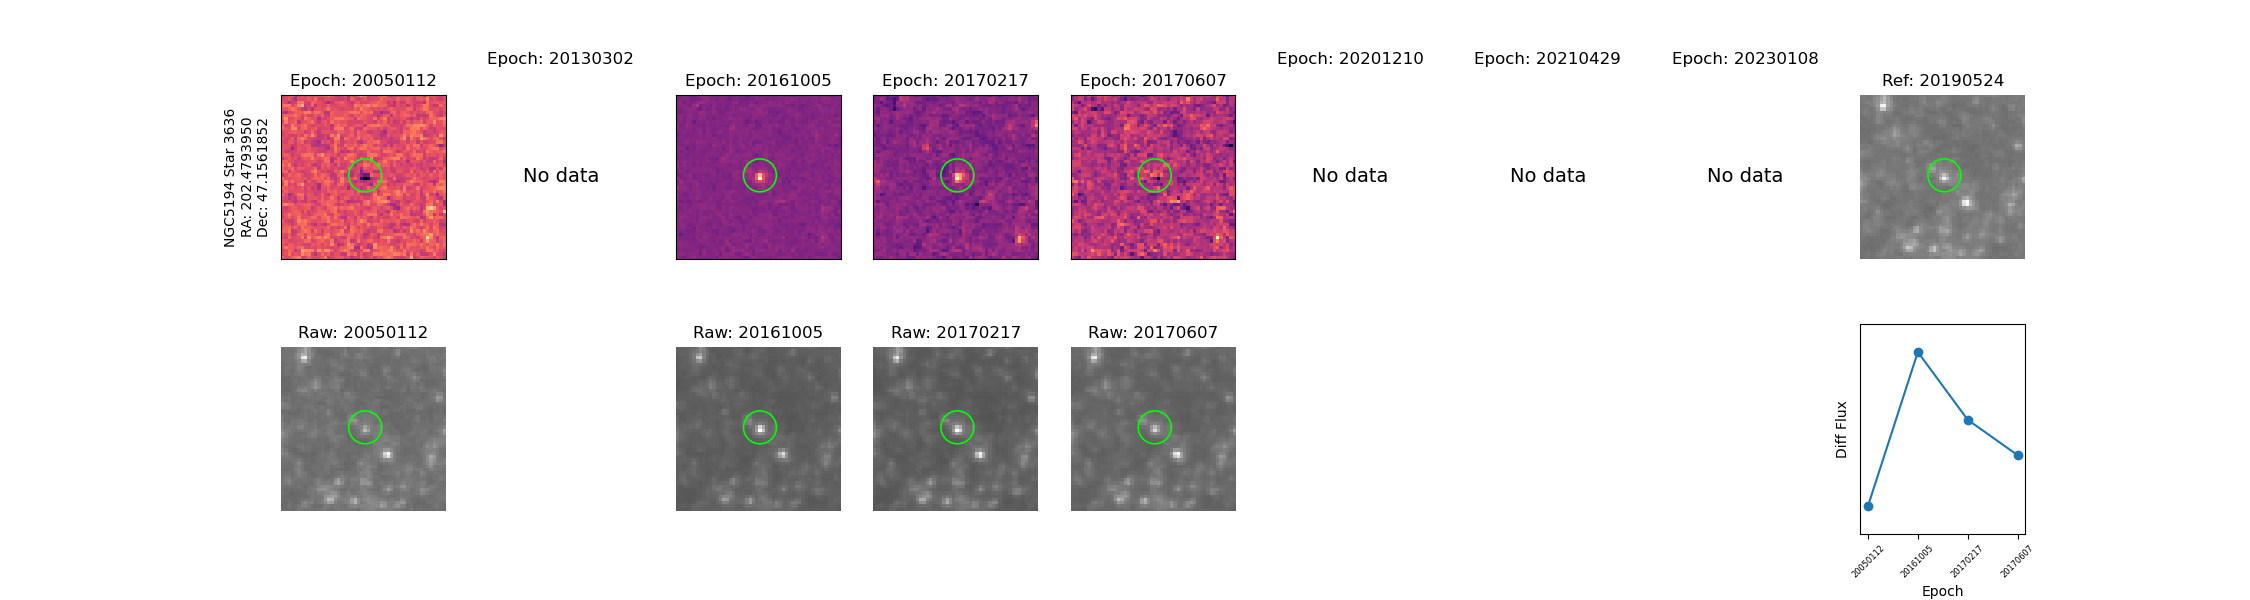 Epoch: 20130302
Epoch: 20201210
Epoch: 20210429
Epoch: 20230108
Epoch: 20050112
Epoch: 20161005
Epoch: 20170217
Epoch: 20170607
Ref: 20190524
NGC5194 Star 3636
RA: 202.4793950
Dec: 47.1561852
No data
No data
No data
No data
Raw: 20050112
Raw: 20161005
Raw: 20170217
Raw: 20170607
Diff Flux
20050112
20161005
20170217
20170607
Epoch